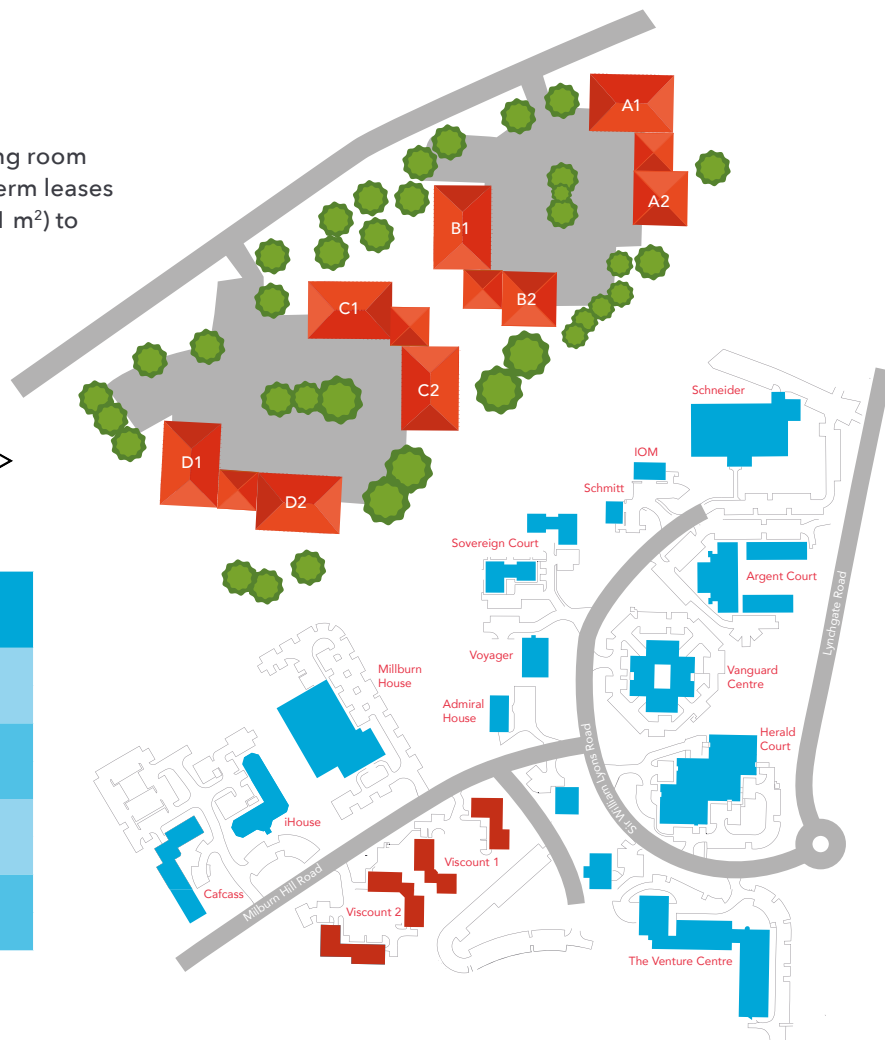 ng room
erm leases
m²) to
A1
A2
B1
B2
C1
C2
D1
D2
Schneider
IOM
Schmitt
Sovereign Court
Argent Court
Lynchgate Road
Voyager
Vanguard
Centre
Millburn
House
Admiral
House
Herald
Court
Sir William Lyons Road
iHouse
Viscount 1
Cafcass
Milburn Hill Road
Viscount 2
The Venture Centre